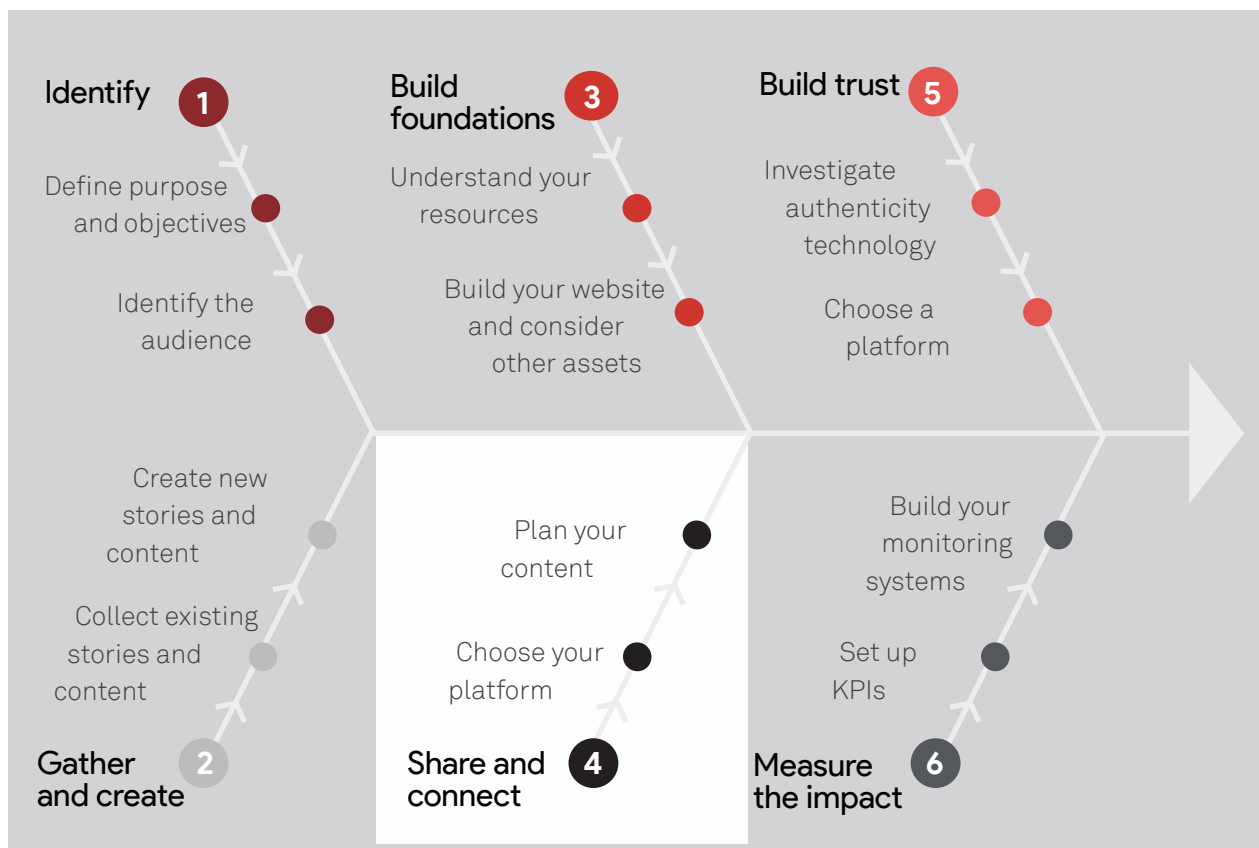 Identify
1
Define purpose
and objectives
Identify the
audience
Build
foundations
3
Understand your
resources
Build your website
and consider
other assets
Build trust
5
Investigate
authenticity
technology
Choose a
platform
Create new
stories and
content
Collect existing
stories and
content
Gather
and create
2
Plan your
content
Choose your
platform
Share and
connect
4
Build your
monitoring
systems
Set up
KPIs
Measure
the impact
6